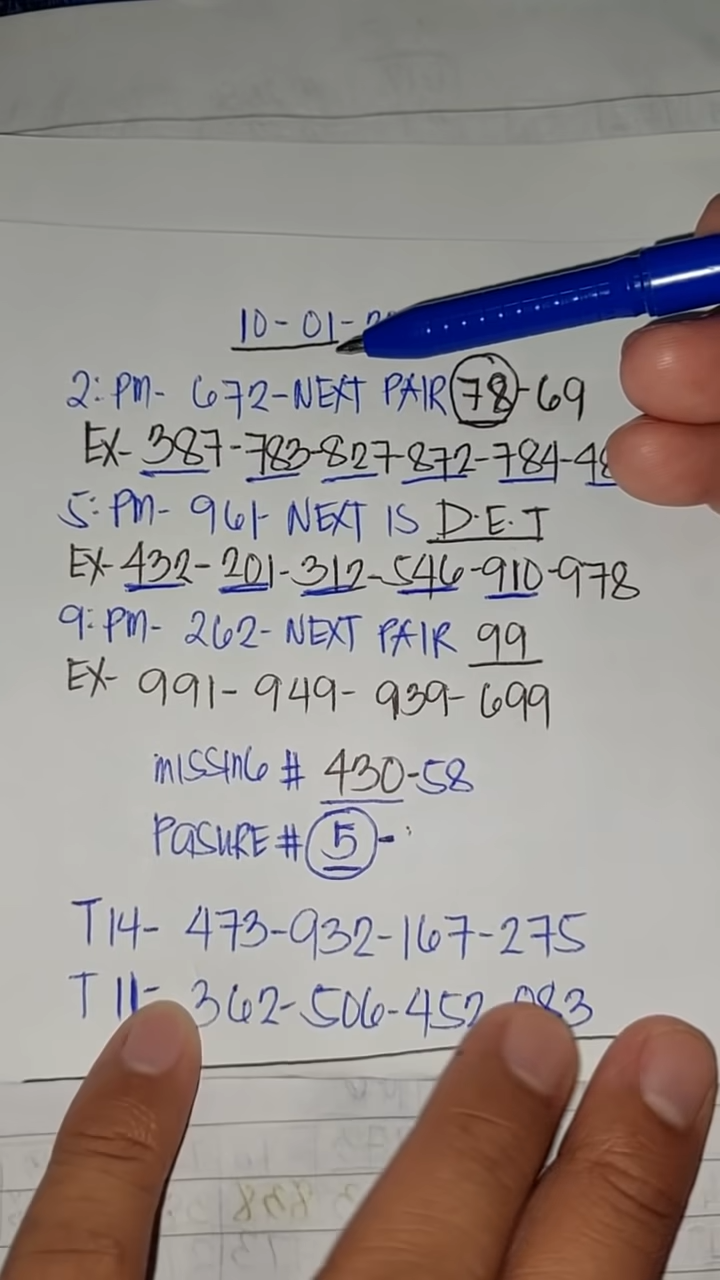 10-01-
2:PM- 672-NEXT PAIR 78-69
EX- 387-783-827-872-784-48
5:PM- 961- NEXT IS D.E.T
EX-432-201-312-546-910-978
9:PM- 262-NEXT PAIR 99
EX- 991-949-939-699
MISSING # 430-58
PASURE # 5-
T14- 473-932-167-275
T11- 362-506-452-083